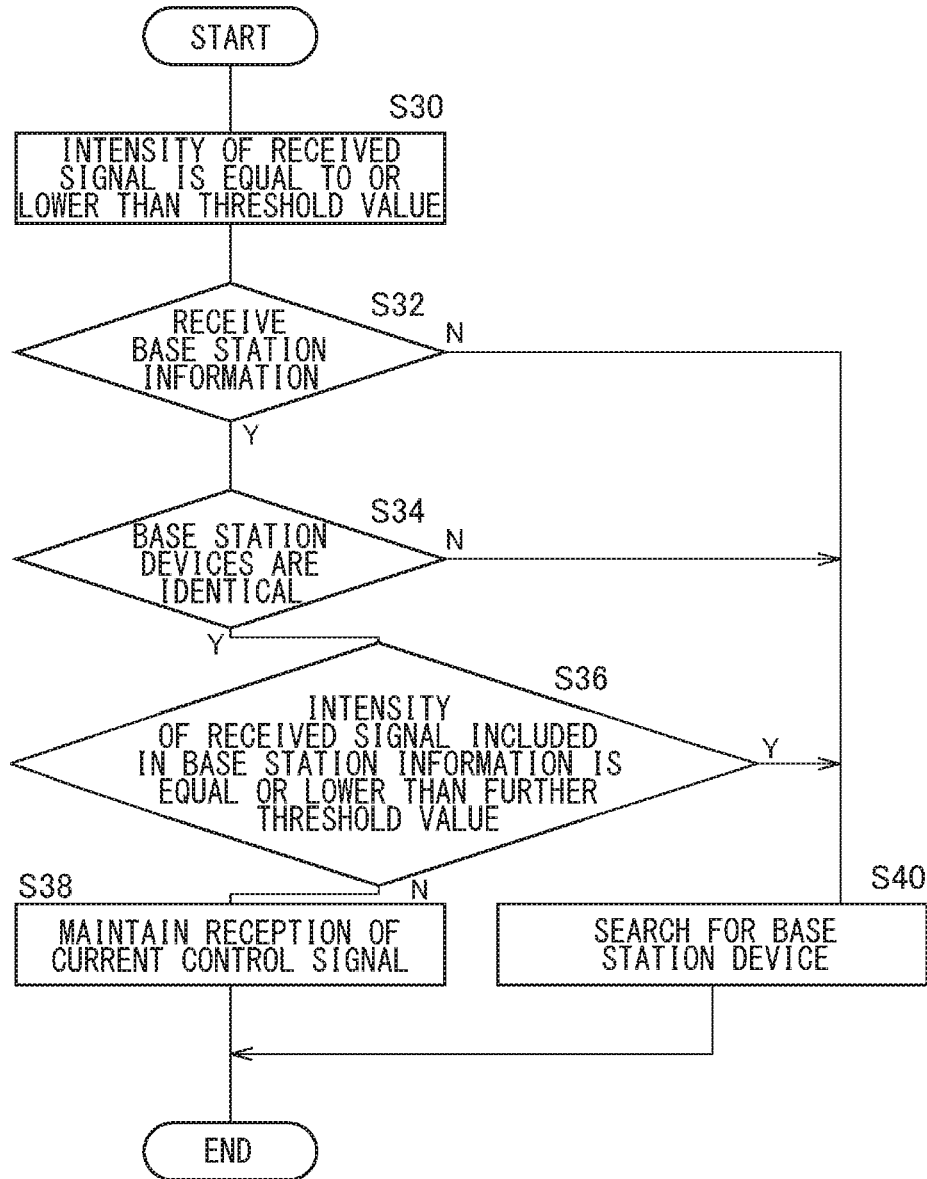 START
S30
INTENSITY OF RECEIVED
SIGNAL IS EQUAL TO OR
LOWER THAN THRESHOLD VALUE
S32
RECEIVE
BASE STATION
INFORMATION
N
Y
S34
BASE STATION
DEVICES ARE
IDENTICAL
N
Y
S36
INTENSITY
OF RECEIVED SIGNAL INCLUDED
IN BASE STATION INFORMATION IS
EQUAL OR LOWER THAN FURTHER
THRESHOLD VALUE
Y
N
S38
MAINTAIN RECEPTION OF
CURRENT CONTROL SIGNAL
S40
SEARCH FOR BASE
STATION DEVICE
END